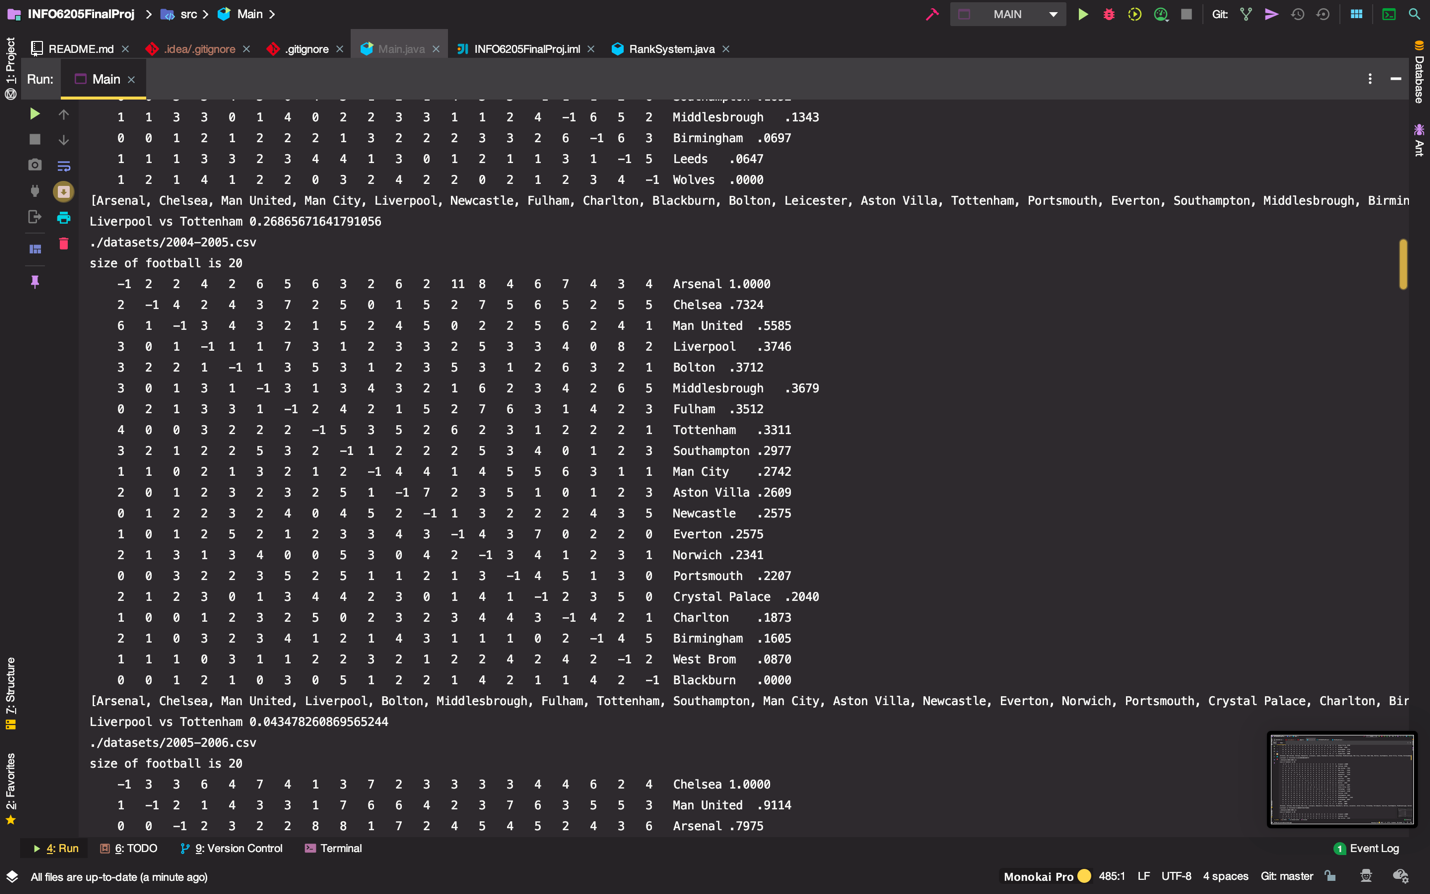 INFO6205FinalProj > src > Main >
MAIN
Git:
README.md × .idea/.gitignore × .gitignore × Main.java × INFO6205FinalProj.iml × RankSystem.java ×
1: Project
Database
Ant
Run: Main ×
1 1 3 3 0 1 4 0 2 2 3 3 1 1 2 4 -1 6 5 2 Middlesbrough .1343
0 0 1 2 1 2 2 2 1 3 2 2 2 3 3 2 6 -1 6 3 Birmingham .0697
1 1 1 3 3 2 3 4 4 1 3 0 1 2 1 1 3 1 -1 5 Leeds .0647
1 2 1 4 1 2 2 0 3 2 4 2 2 0 2 1 2 3 4 -1 Wolves .0000
[Arsenal, Chelsea, Man United, Man City, Liverpool, Newcastle, Fulham, Charlton, Blackburn, Bolton, Leicester, Aston Villa, Tottenham, Portsmouth, Everton, Southampton, Middlesbrough, Birmin
Liverpool vs Tottenham 0.26865671641791056
./datasets/2004-2005.csv
size of football is 20
-1 2 2 4 2 6 5 6 3 2 6 2 11 8 4 6 7 4 3 4 Arsenal 1.0000
2 -1 4 2 4 3 7 2 5 0 1 5 2 7 5 6 5 2 5 5 Chelsea .7324
6 1 -1 3 4 3 2 1 5 2 4 5 0 2 2 5 6 2 4 1 Man United .5585
3 0 1 -1 1 1 7 3 1 2 3 3 2 5 3 3 4 0 8 2 Liverpool .3746
3 2 2 1 -1 1 3 5 3 1 2 3 5 3 1 2 6 3 2 1 Bolton .3712
3 0 1 3 1 -1 3 1 3 4 3 2 1 6 2 3 4 2 6 5 Middlesbrough .3679
0 2 1 3 3 1 -1 2 4 2 1 5 2 7 6 3 1 4 2 3 Fulham .3512
4 0 0 3 2 2 2 -1 5 3 5 2 6 2 3 1 2 2 2 1 Tottenham .3311
3 2 1 2 2 5 3 2 -1 1 2 2 2 5 3 4 0 1 2 3 Southampton .2977
1 1 0 2 1 3 2 1 2 -1 4 4 1 4 5 5 6 3 1 1 Man City .2742
2 0 1 2 3 2 3 2 5 1 -1 7 2 3 5 1 0 1 2 3 Aston Villa .2609
0 1 2 2 3 2 4 0 4 5 2 -1 1 3 2 2 2 4 3 5 Newcastle .2575
1 0 1 2 5 2 1 2 3 3 4 3 -1 4 3 7 0 2 2 0 Everton .2575
2 1 3 1 3 4 0 0 5 3 0 4 2 -1 3 4 1 2 3 1 Norwich .2341
0 0 3 2 2 3 5 2 5 1 1 2 1 3 -1 4 5 1 3 0 Portsmouth .2207
2 1 2 3 0 1 3 4 4 2 3 0 1 4 1 -1 2 3 5 0 Crystal Palace .2040
1 0 0 1 2 3 2 5 0 2 3 2 3 4 4 3 -1 4 2 1 Charlton .1873
2 1 0 3 2 3 4 1 2 1 4 3 1 1 1 0 2 -1 4 5 Birmingham .1605
1 1 1 0 3 1 1 2 2 3 2 1 2 2 4 2 4 2 -1 2 West Brom .0870
0 0 1 2 1 0 3 0 5 1 2 2 1 4 2 1 1 4 2 -1 Blackburn .0000
[Arsenal, Chelsea, Man United, Liverpool, Bolton, Middlesbrough, Fulham, Tottenham, Southampton, Man City, Aston Villa, Newcastle, Everton, Norwich, Portsmouth, Crystal Palace, Charlton, Bir
Liverpool vs Tottenham 0.043478260869565244
./datasets/2005-2006.csv
size of football is 20
-1 3 3 6 4 7 4 1 3 7 2 3 3 3 3 4 4 6 2 4 Chelsea 1.0000
1 -1 2 1 4 3 3 1 7 6 6 4 2 3 7 6 3 5 5 3 Man United .9114
0 0 -1 2 3 2 2 8 8 1 7 2 4 5 4 5 2 4 3 6 Arsenal .7975
7: Structure
2: Favorites
4: Run 6: TODO 9: Version Control Terminal
1 Event Log
All files are up-to-date (a minute ago)
Monokai Pro 485:1 LF UTF-8 4 spaces Git: master